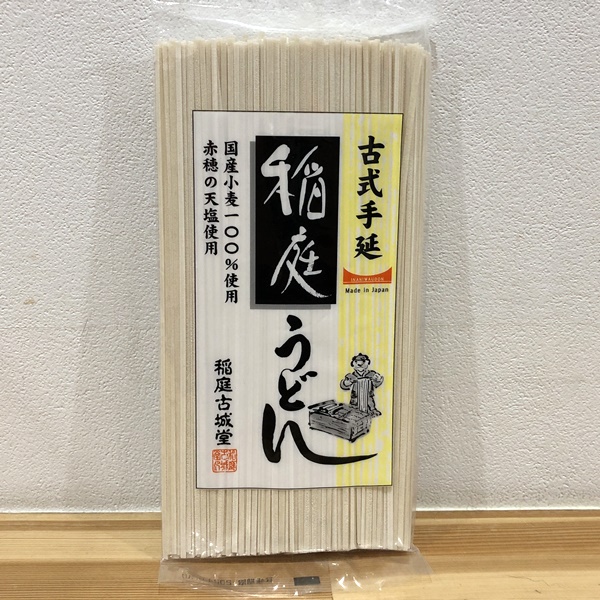 古式手延
INANIWAUDON
Made In Japan
稲庭
うどん
国産小麦一〇〇%使用
赤穂の天塩使用
稲庭古城堂